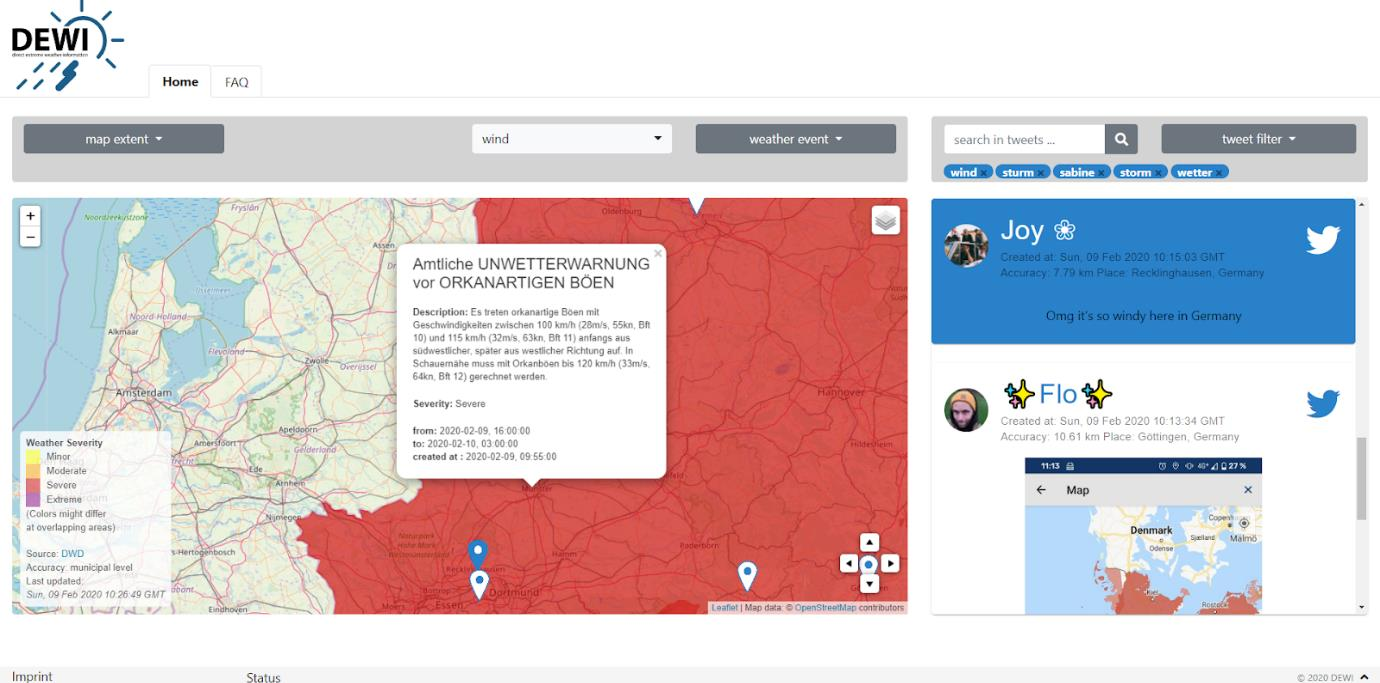 DEWI
direct extreme weather information
Home
FAQ
map extent
wind
weather event
search in tweets ...
tweet filter
wind × sturm × sabine × storm × wetter ×
+
−
Noordzeekustzone
Fryslân
Assen
Oldenburg
IJssermeer
Noord-Holland
Alkmaar
Flevoland
Zwolle
Overijssel
Amsterdam
Apeldoorn
Amersfoort
Gelderland
Ede
Arnhem
Nijmegen
's-Hertogenbosch
Eindhoven
Hannover
Hildesheim
Paderborn
Hamm
Naturpark
Hohe Mark
Dortmund
Essen
Bottrop
Moers
Amtliche UNWETTERWARNUNG
vor ORKANARTIGEN BÖEN
×
Description: Es treten orkanartige Böen mit
Geschwindigkeiten zwischen 100 km/h (28m/s, 55kn, Bft
10) und 115 km/h (32m/s, 63kn, Bft 11) anfangs aus
südwestlicher, später aus westlicher Richtung auf. In
Schauernähe muss mit Orkanböen bis 120 km/h (33m/s,
64kn, Bft 12) gerechnet werden.
Severity: Severe
from: 2020-02-09, 16:00:00
to: 2020-02-10, 03:00:00
created at : 2020-02-09, 09:55:00
Weather Severity
Minor
Moderate
Severe
Extreme
(Colors might differ
at overlapping areas)
Source: DWD
Accuracy: municipal level
Last updated:
Sun, 09 Feb 2020 10:26:49 GMT
Leaflet | Map data: © OpenStreetMap contributors
Joy
Created at: Sun, 09 Feb 2020 10:15:03 GMT
Accuracy: 7.79 km Place: Recklinghausen, Germany
Omg it's so windy here in Germany
Flo
Created at: Sun, 09 Feb 2020 10:13:34 GMT
Accuracy: 10.61 km Place: Göttingen, Germany
11:13
27 %
Map
Denmark
Odense
Sjælland
Malmö
Kiel
Rostock
Imprint
Status
© 2020 DEWI